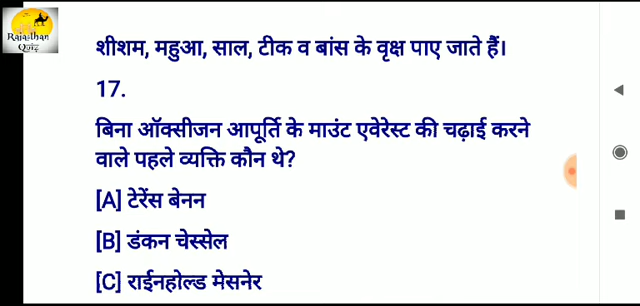 Rajasthan
Quiz
शीशम, महुआ, साल, टीक व बांस के वृक्ष पाए जाते हैं।
17.
बिना ऑक्सीजन आपूर्ति के माउंट एवेरेस्ट की चढ़ाई करने
वाले पहले व्यक्ति कौन थे?
[A] टेरेंस बेनन
[B] डंकन चेस्सेल
[C] राईनहोल्ड मेसनेर